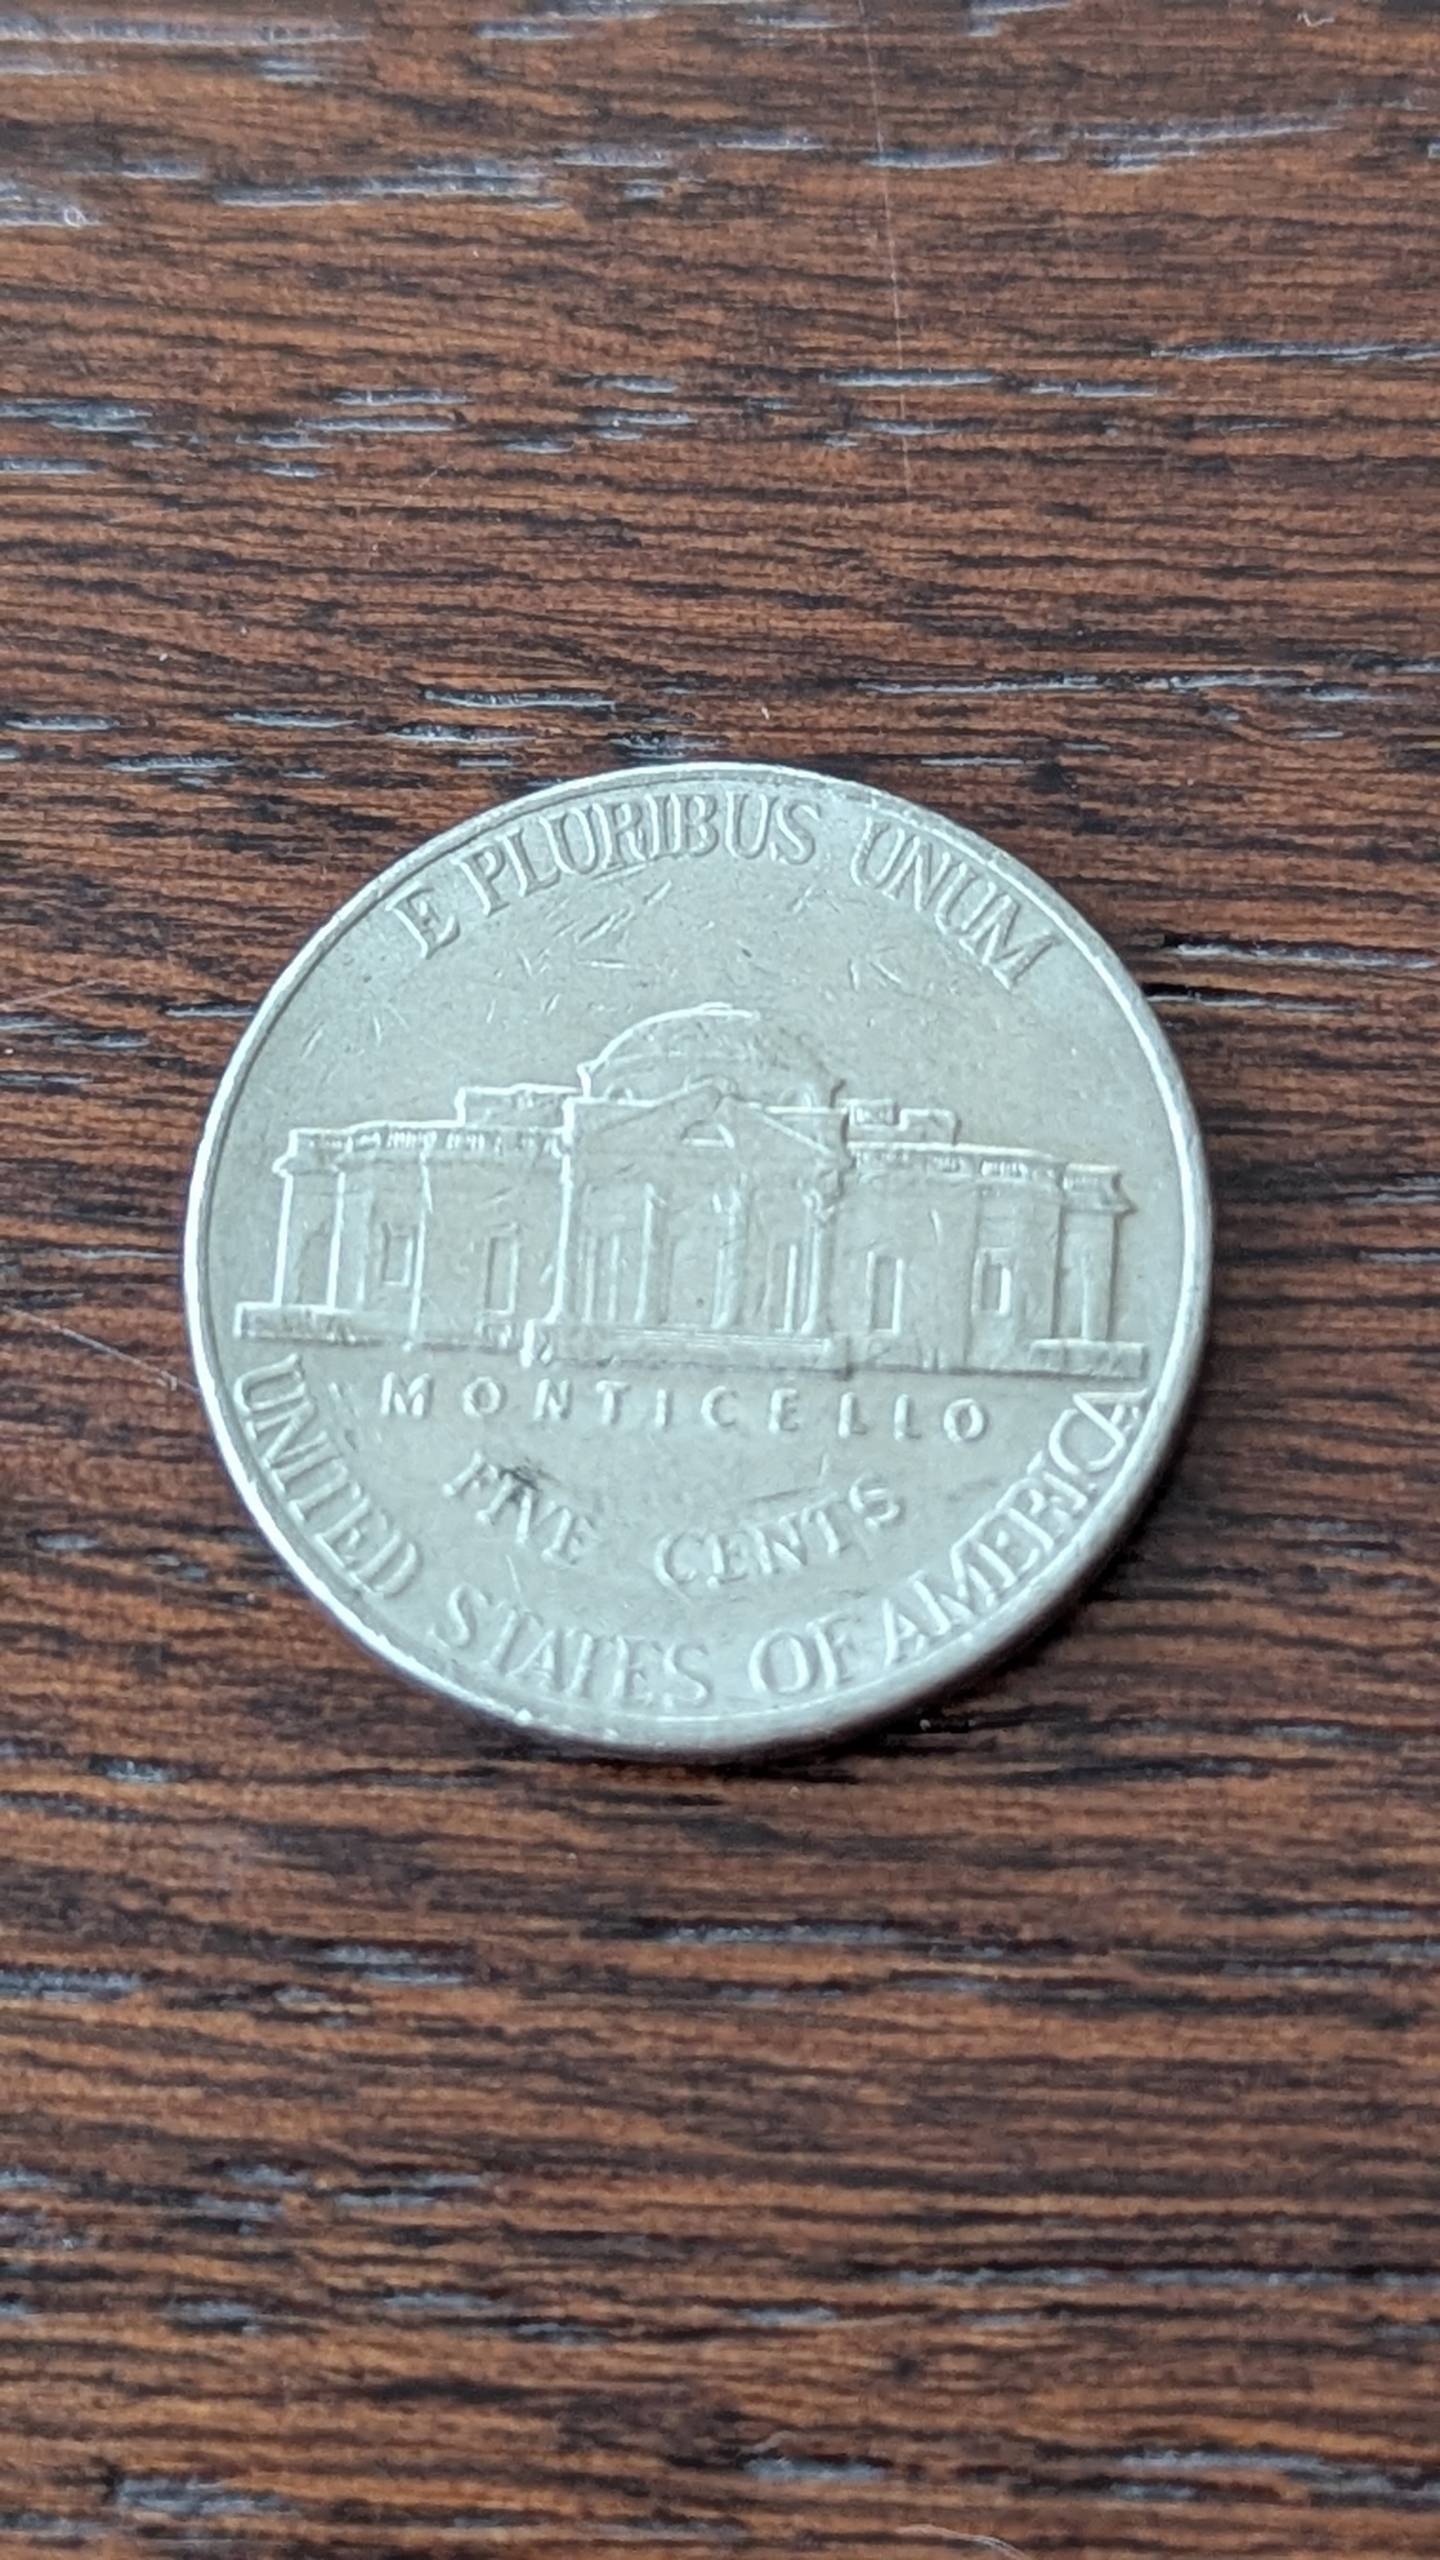 E PLURIBUS UNUM
MONTICELLO
FIVE CENTS
UNITED STATES OF AMERICA